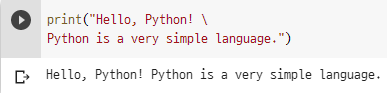 print("Hello, Python! \
Python is a very simple language.")
Hello, Python! Python is a very simple language.